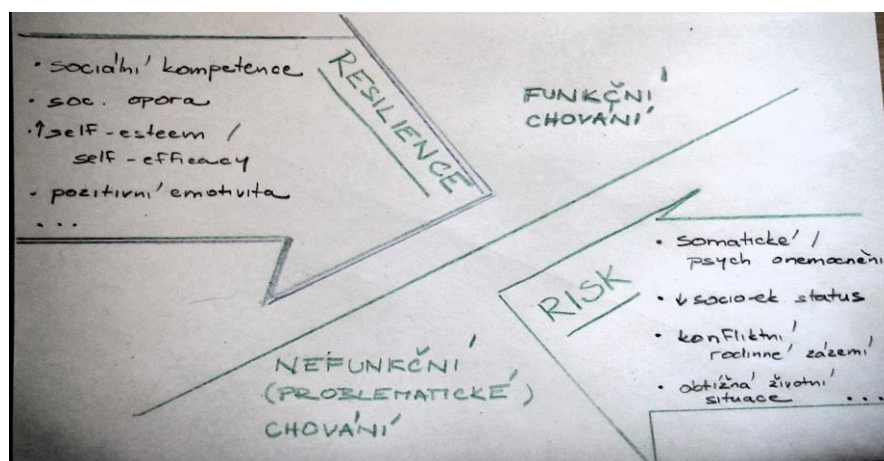 • sociální kompetence
• soc. opora
• ↑self-esteem /
self-efficacy
• pozitivní emotivita
...
RESILIENCE
FUNKČNÍ
CHOVÁNÍ
RISK
• somatické /
psych onemocnění
• ↓ socio-ek status
• konfliktní
rodinné zázemí
• obtížná životní
situace ...
NEFUNKČNÍ
(PROBLEMATICKÉ)
CHOVÁNÍ